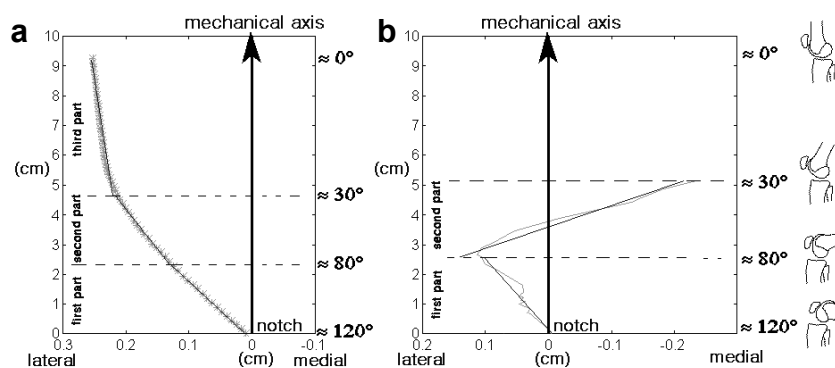 a
mechanical axis
10
9
8
7
6
5
4
3
2
1
0
(cm)
third part
second part
first part
≈ 0°
≈ 30°
≈ 80°
≈ 120°
notch
0.3
0.2
0.1
0
-0.1
lateral
(cm)
medial
b
mechanical axis
10
9
8
7
6
5
4
3
2
1
0
(cm)
second part
first part
≈ 0°
≈ 30°
≈ 80°
≈ 120°
notch
0.2
0.1
0
-0.1
-0.2
lateral
(cm)
medial